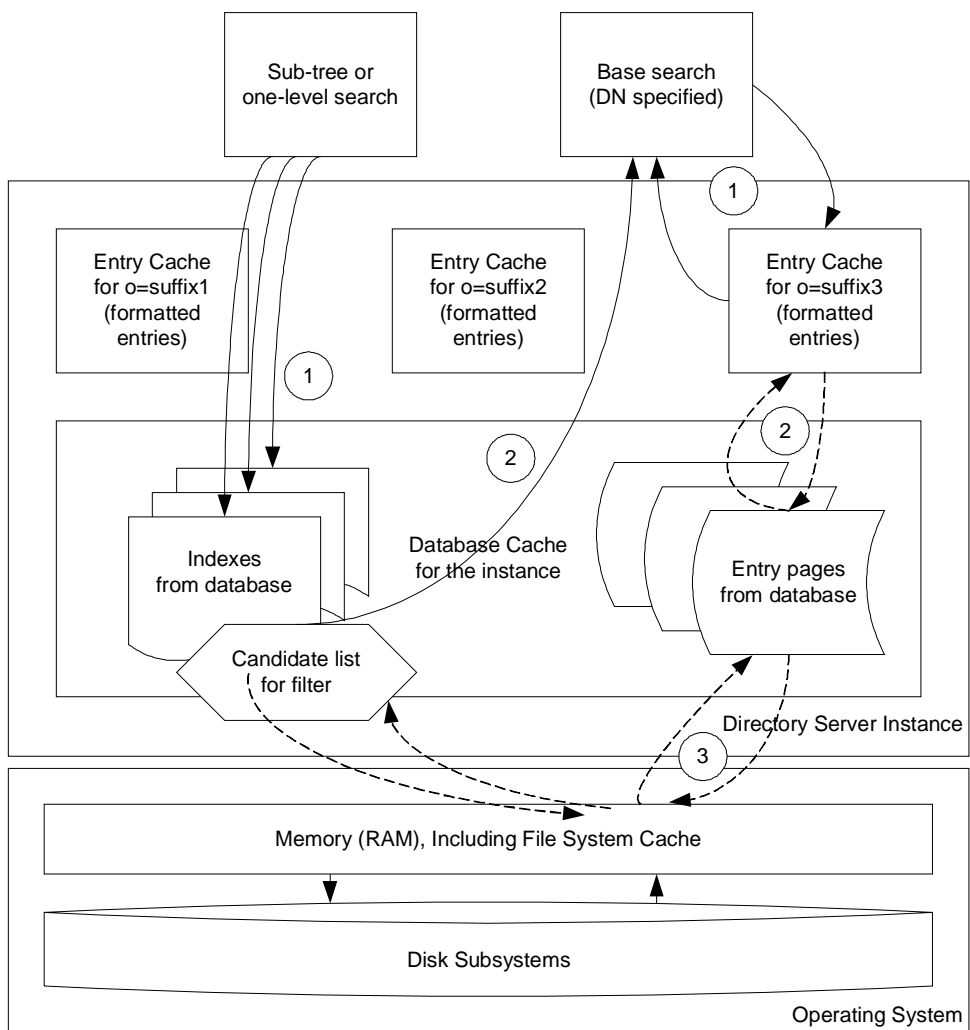 Sub-tree or
one-level search
Base search
(DN specified)
1
Entry Cache
for o=suffix1
(formatted
entries)
Entry Cache
for o=suffix2
(formatted
entries)
Entry Cache
for o=suffix3
(formatted
entries)
1
2
2
Database Cache
for the instance
Indexes
from database
Entry pages
from database
Candidate list
for filter
Directory Server Instance
3
Memory (RAM), Including File System Cache
Disk Subsystems
Operating System